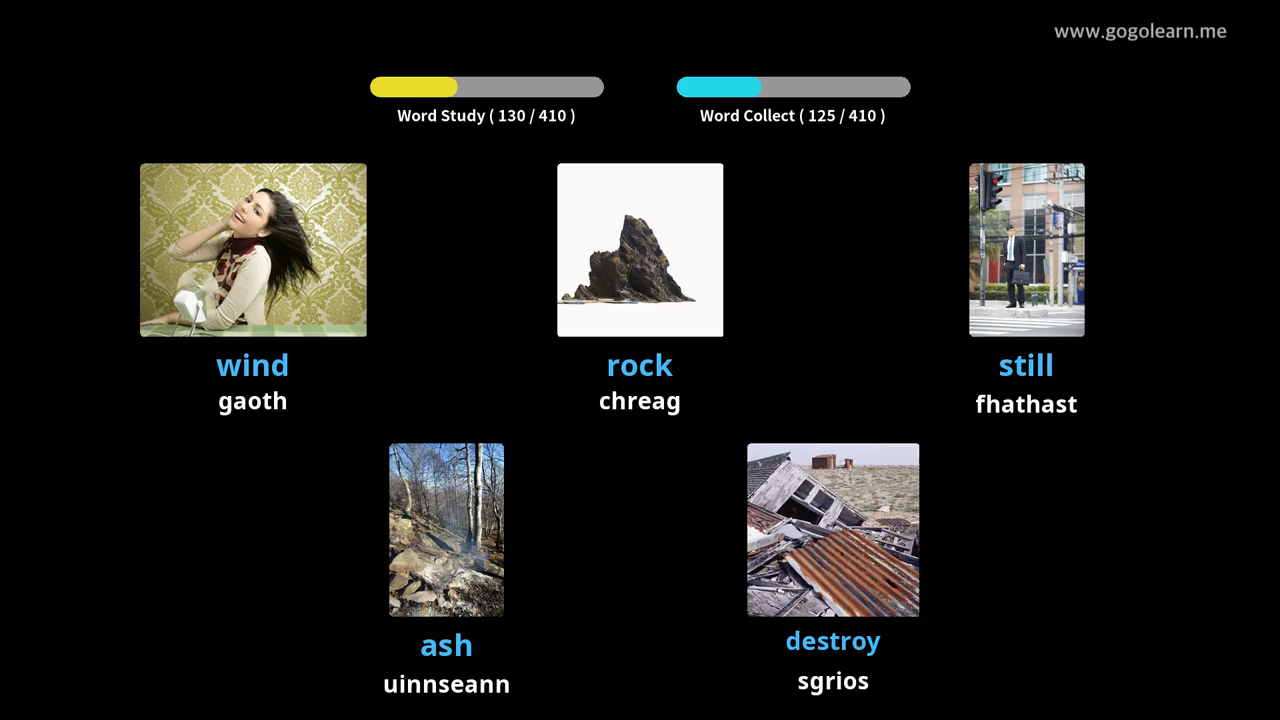 www.gogolearn.me
Word Study ( 130 / 410 )
Word Collect ( 125 / 410 )
wind
gaoth
rock
chreag
still
fhathast
ash
uinnseann
destroy
sgrios